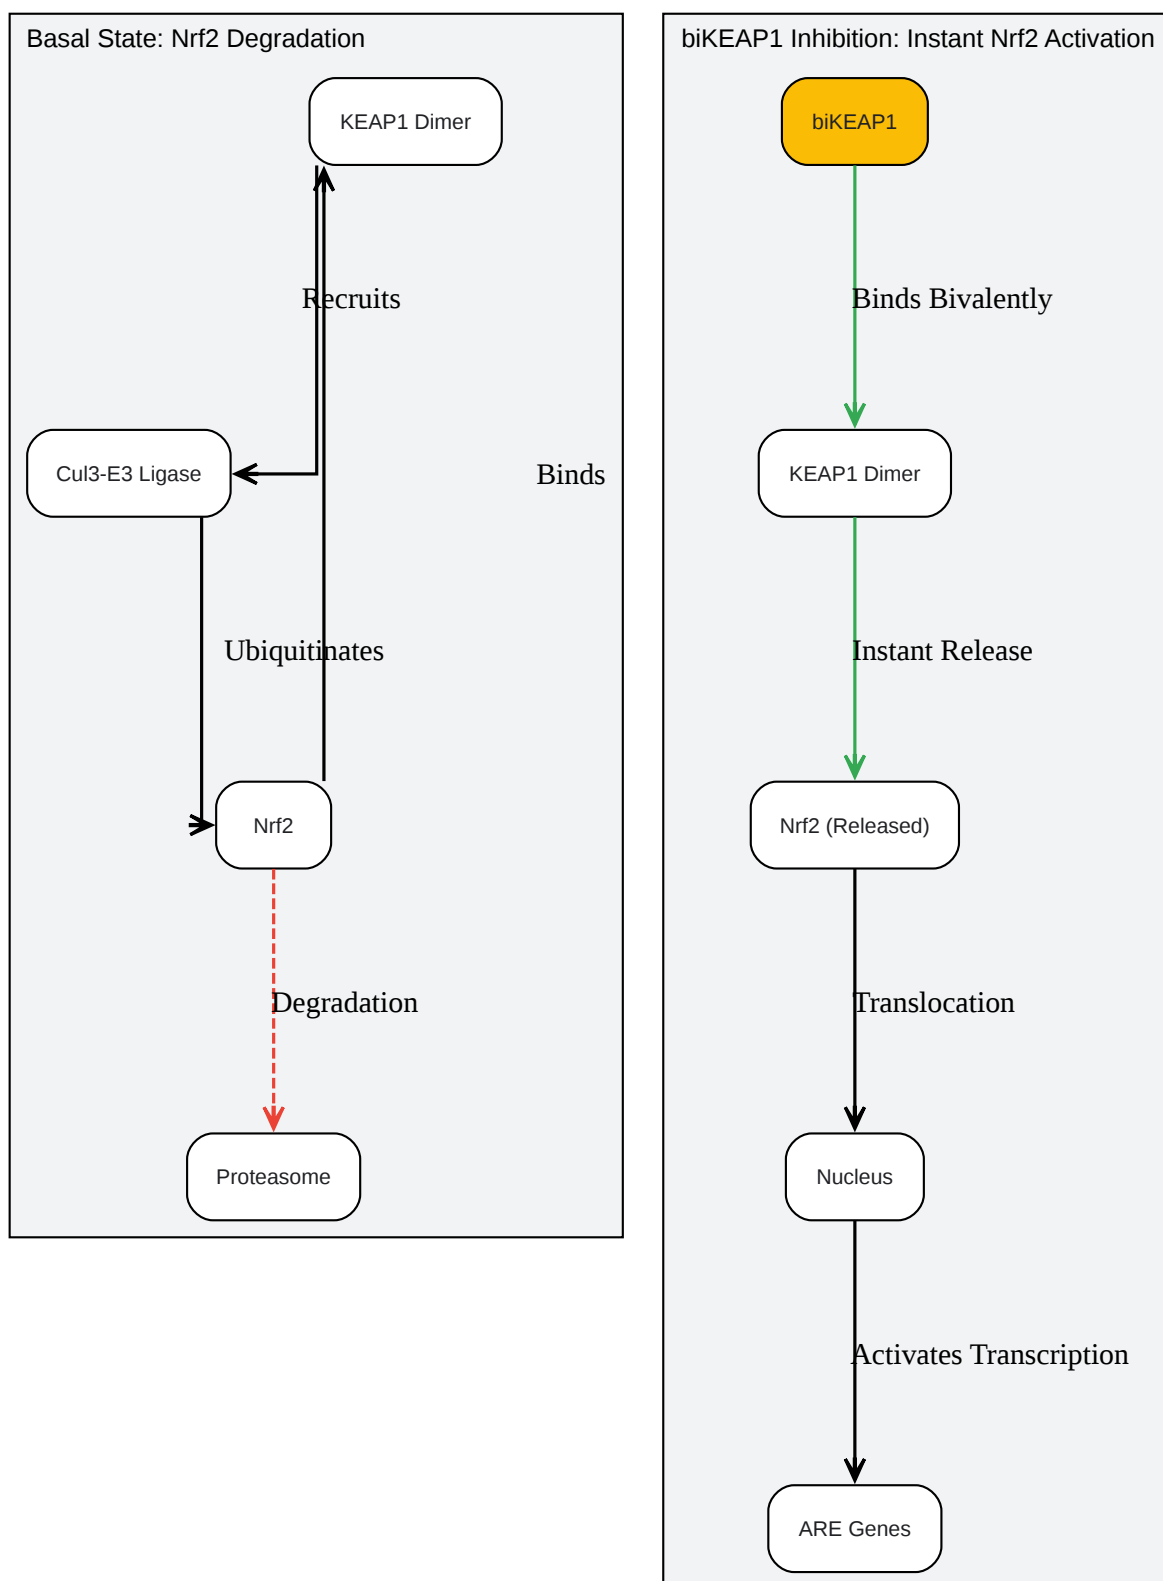 Basal State: Nrf2 Degradation
KEAP1 Dimer
Recruits
Cul3-E3 Ligase
Binds
Ubiquitinates
Nrf2
Degradation
Proteasome
biKEAP1 Inhibition: Instant Nrf2 Activation
biKEAP1
Binds Bivalently
KEAP1 Dimer
Instant Release
Nrf2 (Released)
Translocation
Nucleus
Activates Transcription
ARE Genes